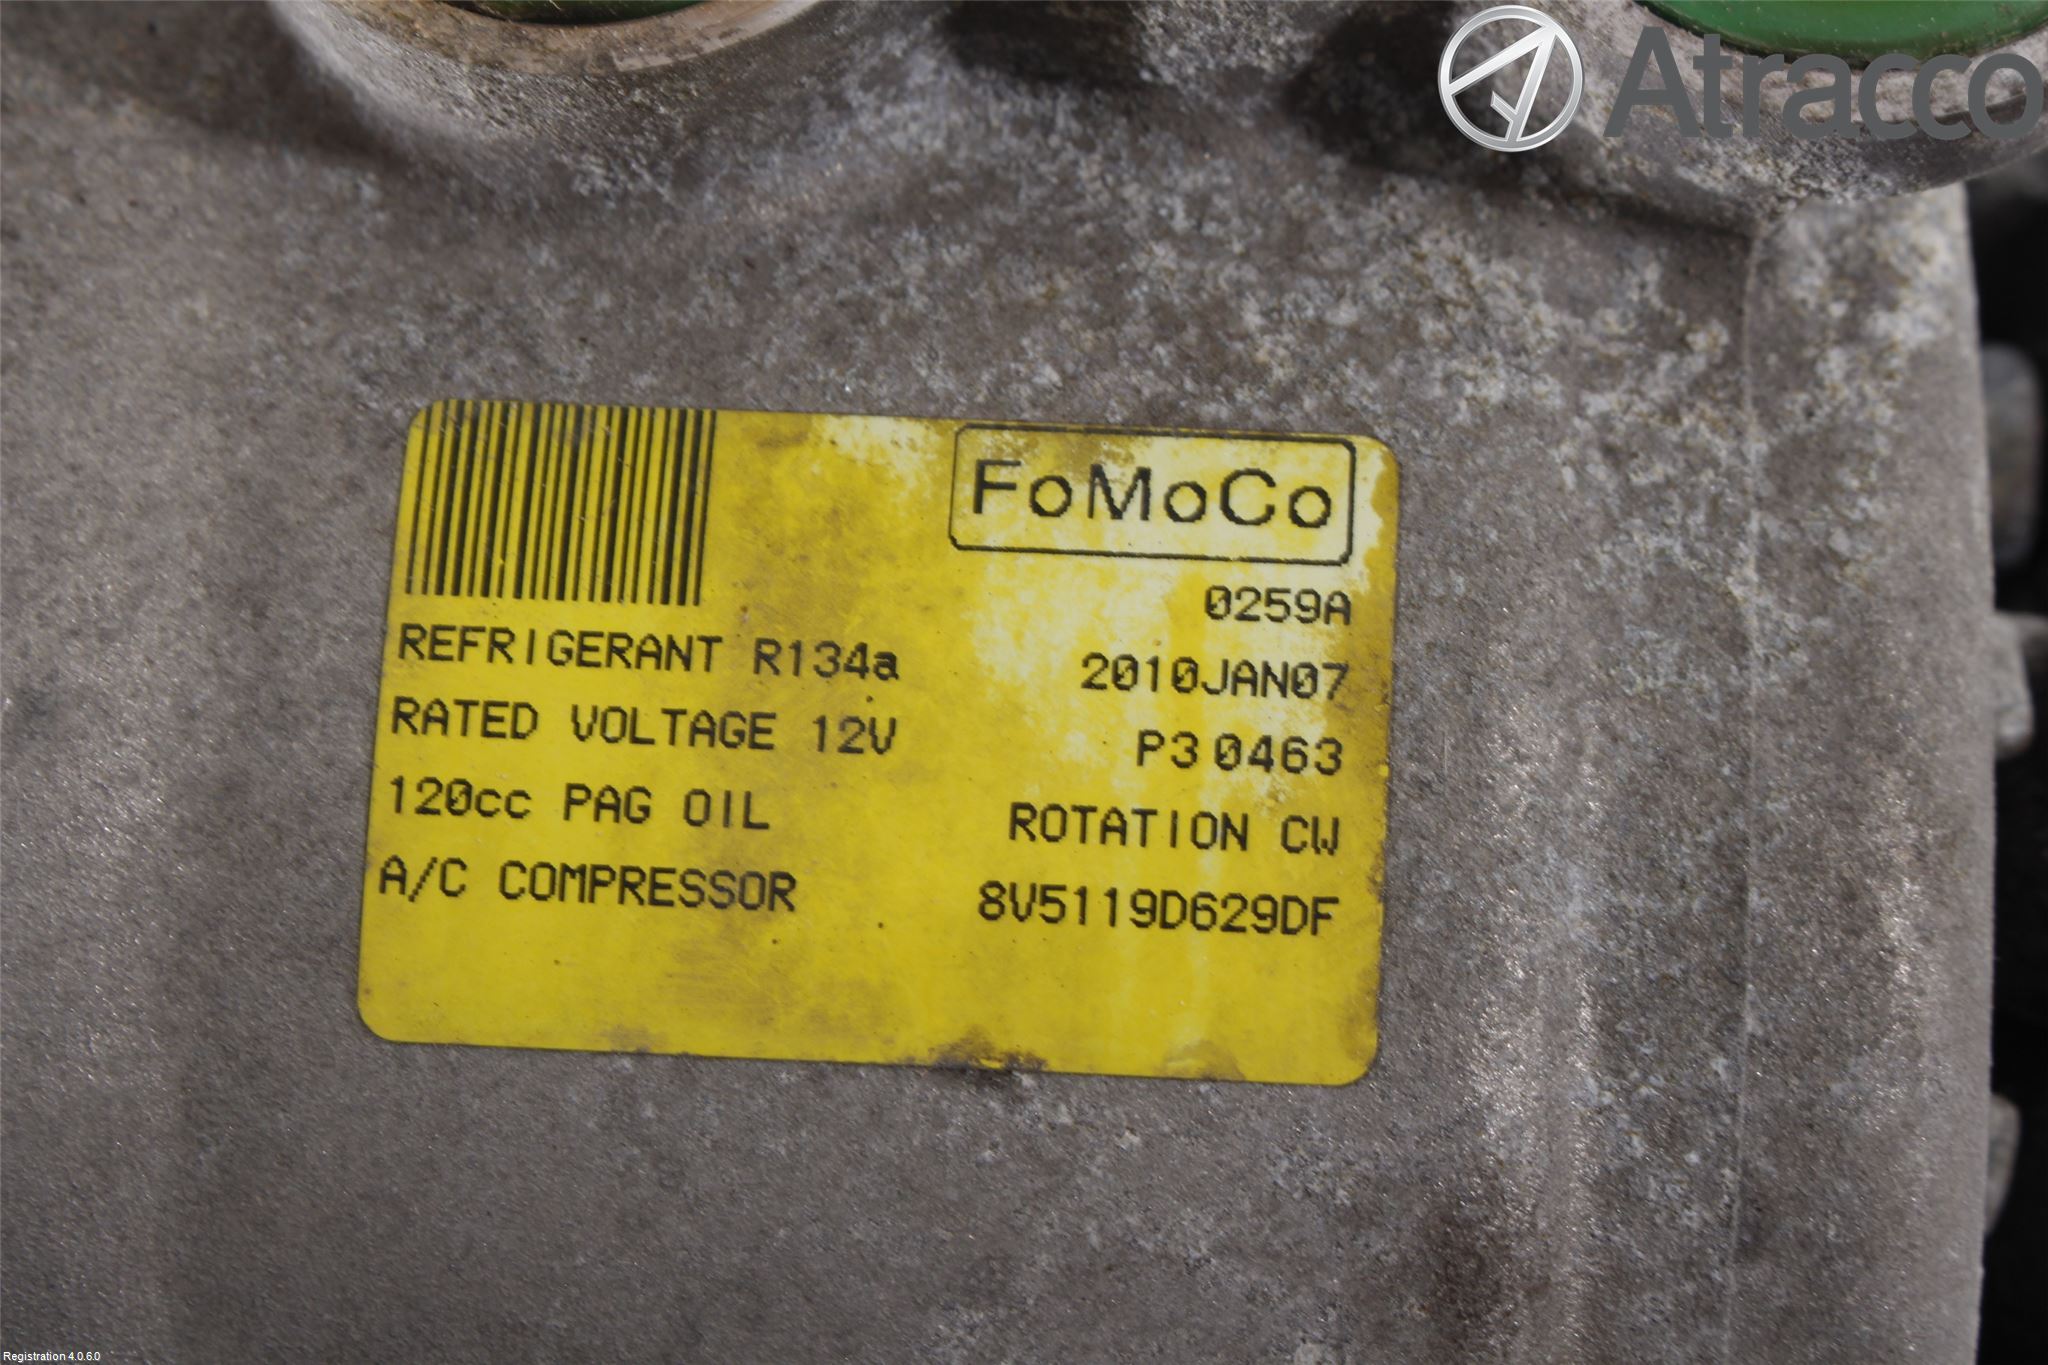 Atracco
FoMoCo
0259A
REFRIGERANT R134a 2010JAN07
RATED VOLTAGE 12V P3 0463
120cc PAG OIL ROTATION CW
A/C COMPRESSOR 8V5119D629DF
Registration 4.0.6.0